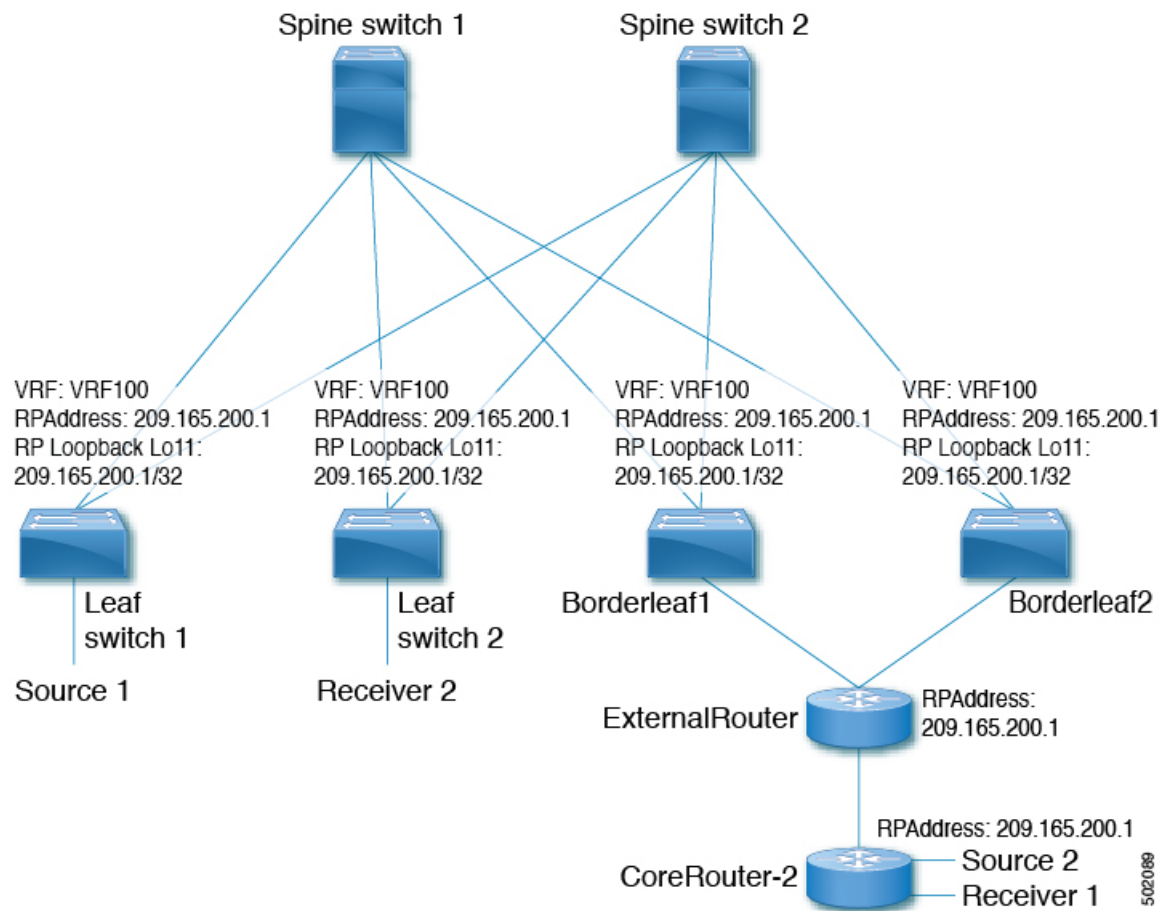 Spine switch 1
Spine switch 2
VRF: VRF100
RPAddress: 209.165.200.1
RP Loopback Lo11:
209.165.200.1/32
VRF: VRF100
RPAddress: 209.165.200.1
RP Loopback Lo11:
209.165.200.1/32
VRF: VRF100
RPAddress: 209.165.200.1
RP Loopback Lo11:
209.165.200.1/32
VRF: VRF100
RPAddress: 209.165.200.1
RP Loopback Lo11:
209.165.200.1/32
Leaf
switch 1
Source 1
Leaf
switch 2
Receiver 2
Borderleaf1
Borderleaf2
ExternalRouter
RPAddress:
209.165.200.1
RPAddress: 209.165.200.1
CoreRouter-2
Source 2
Receiver 1
502089